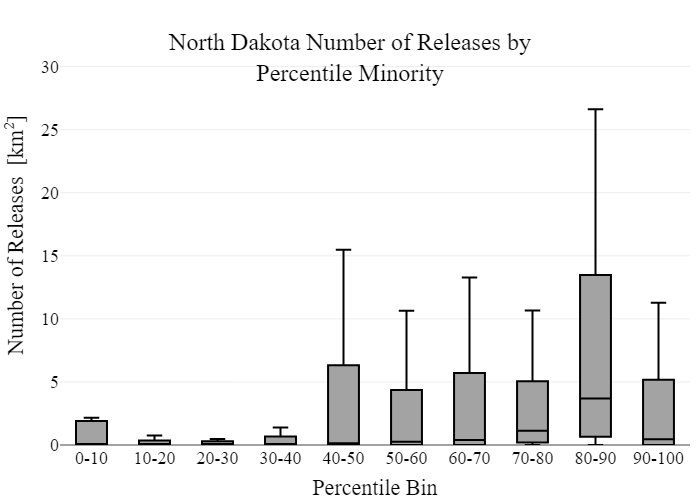 North Dakota Number of Releases by
Percentile Minority
Number of Releases [km²]
30
25
20
15
10
5
0
0-10 10-20 20-30 30-40 40-50 50-60 60-70 70-80 80-90 90-100
Percentile Bin